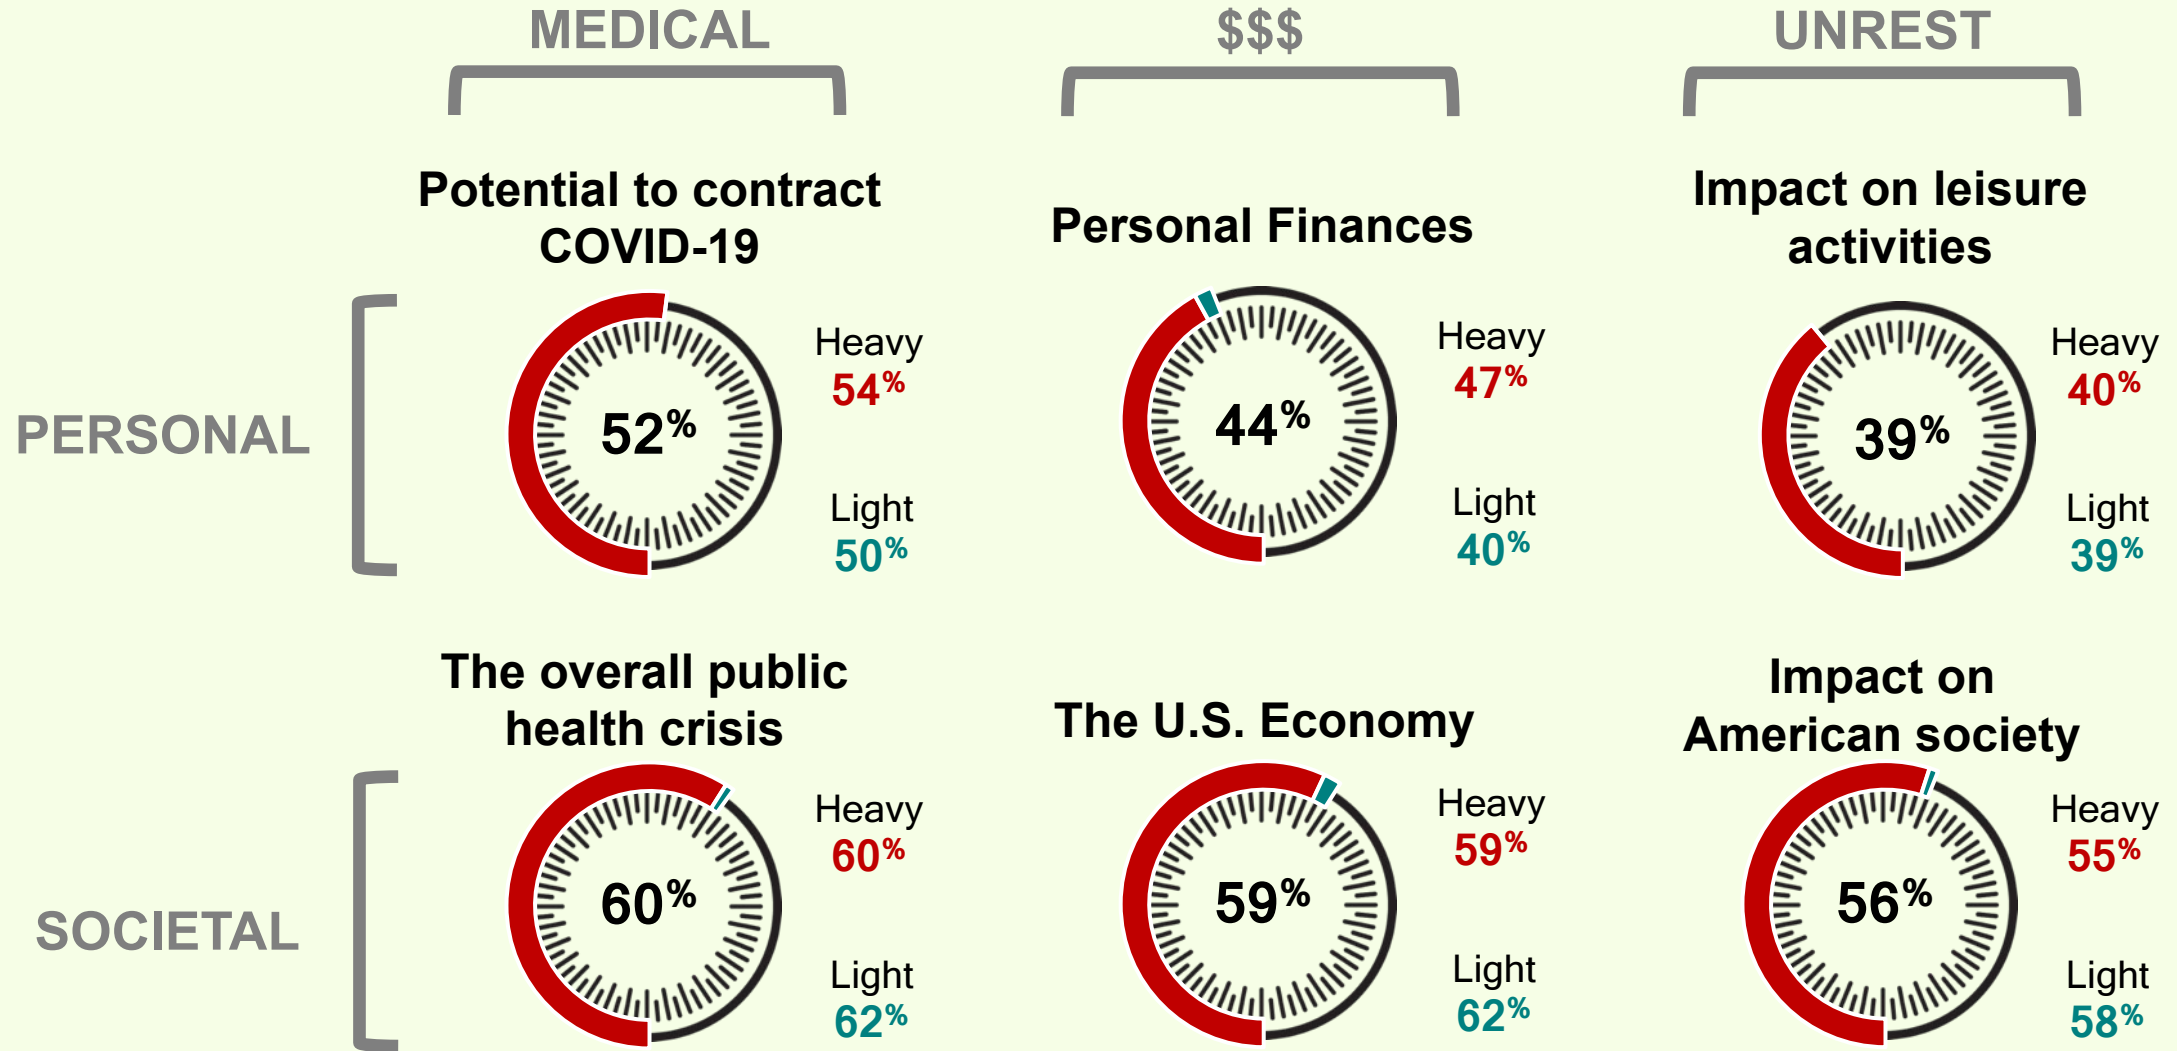 MEDICAL
$$$
UNREST
Potential to contract
COVID-19
Personal Finances
Impact on leisure
activities
PERSONAL
52%
Heavy
54%
Light
50%
44%
Heavy
47%
Light
40%
39%
Heavy
40%
Light
39%
The overall public
health crisis
The U.S. Economy
Impact on
American society
SOCIETAL
60%
Heavy
60%
Light
62%
59%
Heavy
59%
Light
62%
56%
Heavy
55%
Light
58%